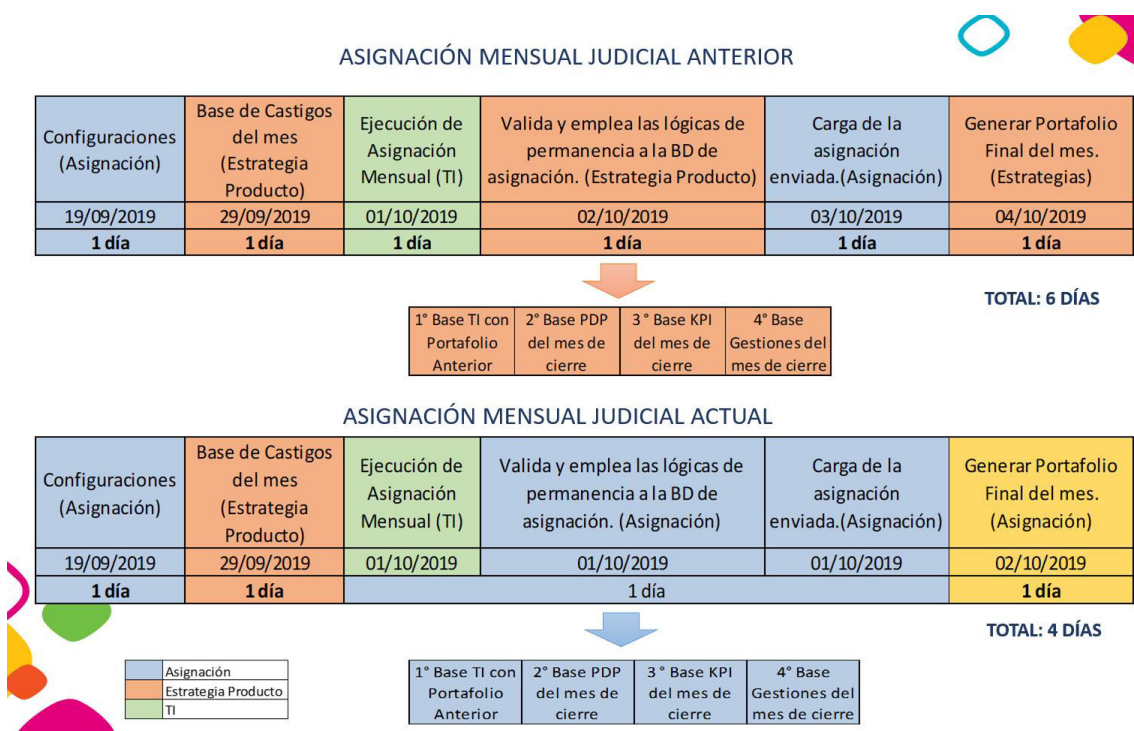 ASIGNACIÓN MENSUAL JUDICIAL ANTERIOR
Configuraciones
(Asignación)
Base de Castigos
del mes
(Estrategia
Producto)
Ejecución de
Asignación
Mensual (TI)
Valida y emplea las lógicas de
permanencia a la BD de
asignación. (Estrategia Producto)
Carga de la
asignación
enviada.(Asignación)
Generar Portafolio
Final del mes.
(Estrategias)
19/09/2019
29/09/2019
01/10/2019
02/10/2019
03/10/2019
04/10/2019
1 día
1 día
1 día
1 día
1 día
1 día
TOTAL: 6 DÍAS
1° Base TI con
Portafolio
Anterior
2° Base PDP
del mes de
cierre
3 ° Base KPI
del mes de
cierre
4° Base
Gestiones del
mes de cierre
ASIGNACIÓN MENSUAL JUDICIAL ACTUAL
Configuraciones
(Asignación)
Base de Castigos
del mes
(Estrategia
Producto)
Ejecución de
Asignación
Mensual (TI)
Valida y emplea las lógicas de
permanencia a la BD de
asignación. (Asignación)
Carga de la
asignación
enviada.(Asignación)
Generar Portafolio
Final del mes.
(Asignación)
19/09/2019
29/09/2019
01/10/2019
01/10/2019
01/10/2019
02/10/2019
1 día
1 día
1 día
1 día
TOTAL: 4 DÍAS
Asignación
Estrategia Producto
TI
1° Base TI con
Portafolio
Anterior
2° Base PDP
del mes de
cierre
3 ° Base KPI
del mes de
cierre
4° Base
Gestiones del
mes de cierre